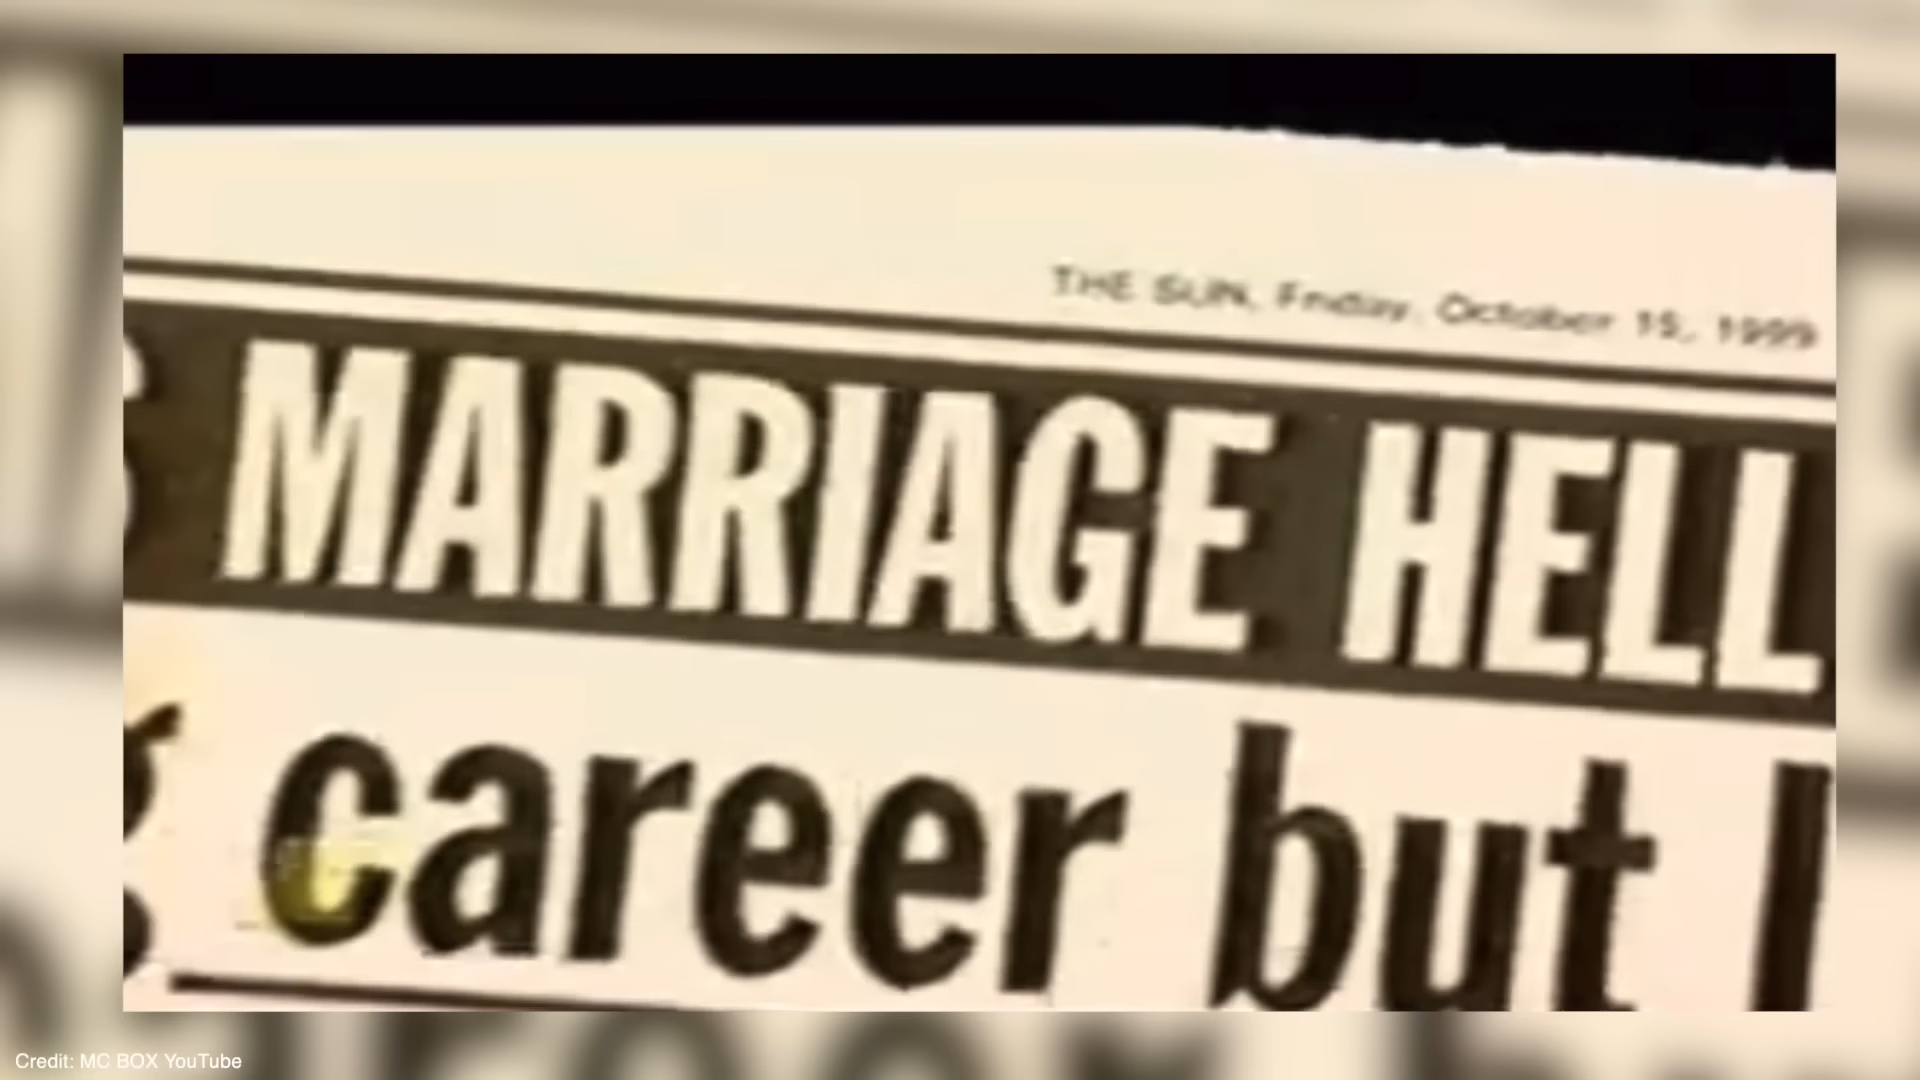 THE SUN, Friday, October 15, 1999
S MARRIAGE HELL
g career but I
Credit: MC BOX YouTube